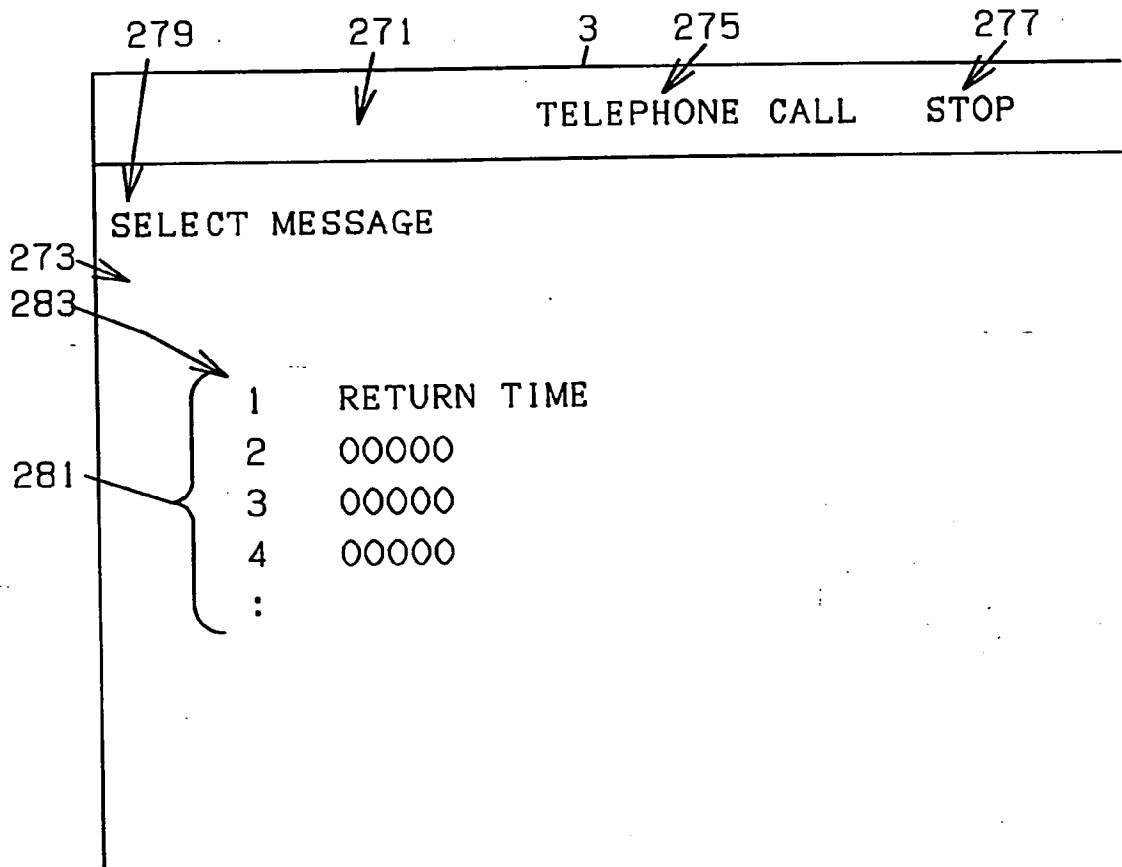 279 271 3 275 277
TELEPHONE CALL STOP
SELECT MESSAGE
273
283
1 RETURN TIME
2 00000
281
3 00000
4 00000
: